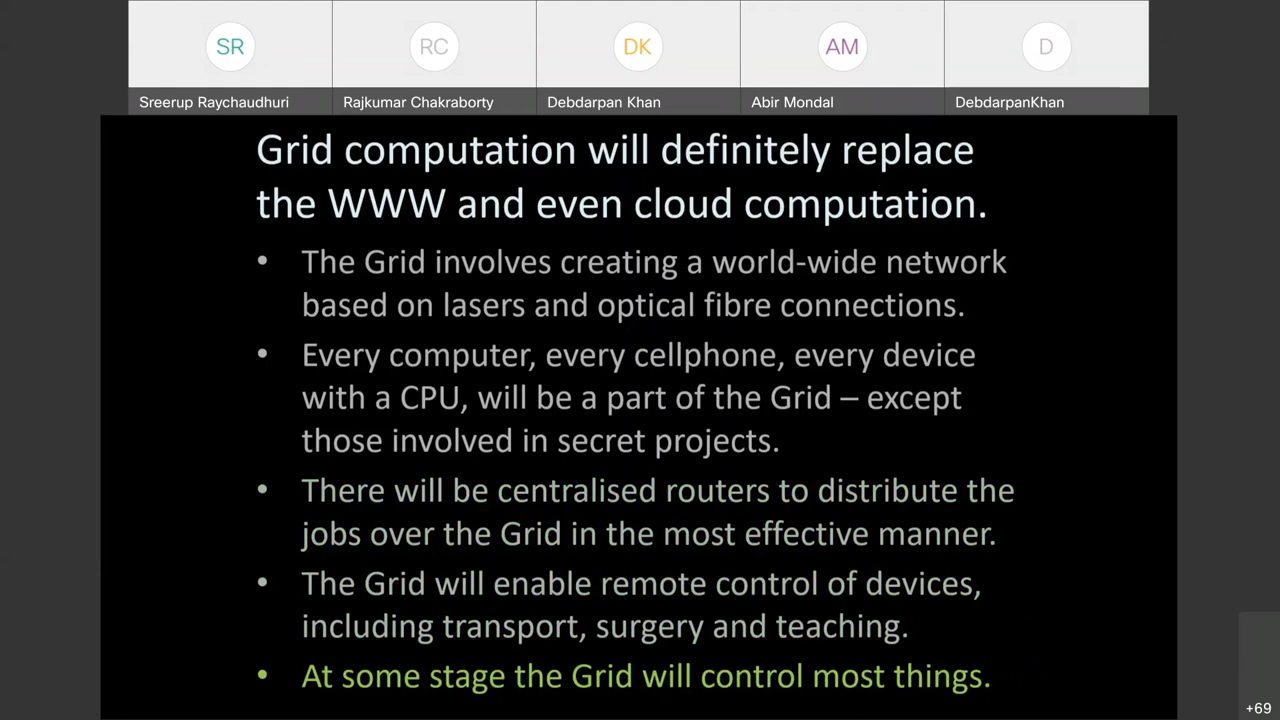 SR
RC
DK
AM
D
Sreerup Raychaudhuri
Rajkumar Chakraborty
Debdarpan Khan
Abir Mondal
DebdarpanKhan
Grid computation will definitely replace
the WWW and even cloud computation.
• The Grid involves creating a world-wide network
based on lasers and optical fibre connections.
• Every computer, every cellphone, every device
with a CPU, will be a part of the Grid – except
those involved in secret projects.
• There will be centralised routers to distribute the
jobs over the Grid in the most effective manner.
• The Grid will enable remote control of devices,
including transport, surgery and teaching.
• At some stage the Grid will control most things.
+69